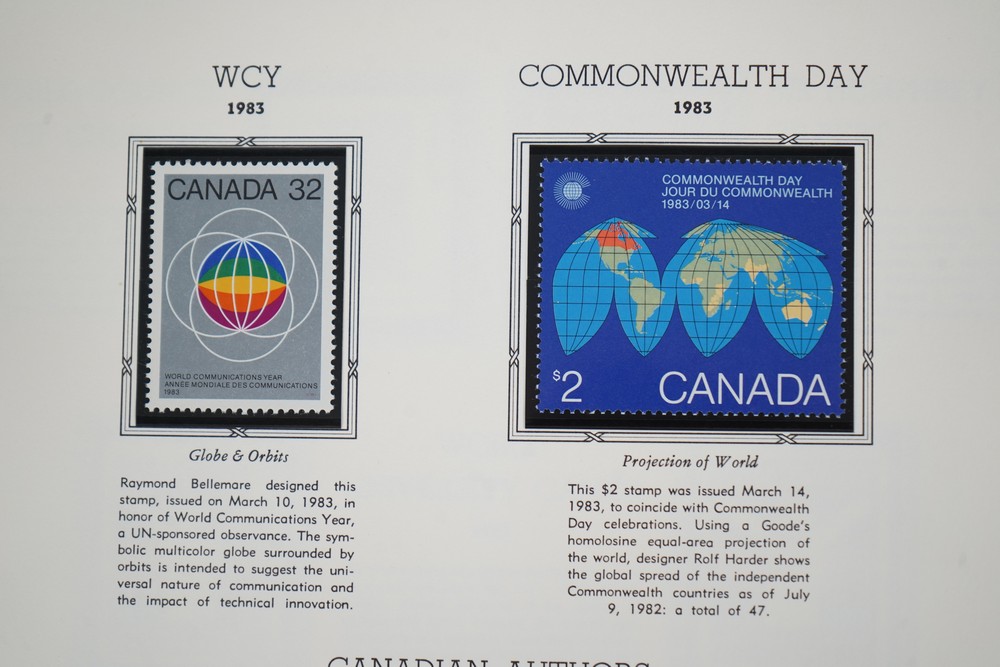 WCY
1983
CANADA 32
WORLD COMMUNICATIONS YEAR
ANNÉE MONDIALE DES COMMUNICATIONS
1983
Globe & Orbits
Raymond Bellemare designed this
stamp, issued on March 10, 1983, in
honor of World Communications Year,
a UN-sponsored observance. The sym-
bolic multicolor globe surrounded by
orbits is intended to suggest the uni-
versal nature of communication and
the impact of technical innovation.
COMMONWEALTH DAY
1983
COMMONWEALTH DAY
JOUR DU COMMONWEALTH
1983/03/14
$2
CANADA
Projection of World
This $2 stamp was issued March 14,
1983, to coincide with Commonwealth
Day celebrations. Using a Goode's
homolosine equal-area projection of
the world, designer Rolf Harder shows
the global spread of the independent
Commonwealth countries as of July
9, 1982: a total of 47.
CANADIAN AUTHORS